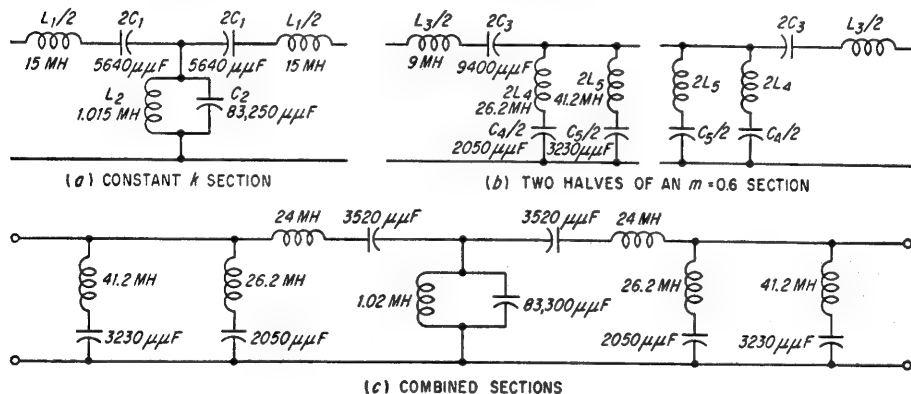 L₁/2 2C₁ 2C₁ L₁/2
15 MH 5640 μμF 5640 μμF 15 MH
L₂
1.015 MH
C₂
83,250 μμF
(a) CONSTANT k SECTION
L₃/2 2C₃
9 MH 9400 μμF
2L₄
26.2 MH
2L₅
41.2 MH
C₄/2
2050 μμF
C₅/2
3230 μμF
2C₃ L₃/2
2L₅ 2L₄
C₅/2 C₄/2
(b) TWO HALVES OF AN m = 0.6 SECTION
24 MH 3520 μμF 3520 μμF 24 MH
41.2 MH 26.2 MH 1.02 MH 83,300 μμF 26.2 MH 41.2 MH
3230 μμF 2050 μμF 2050 μμF 3230 μμF
(c) COMBINED SECTIONS